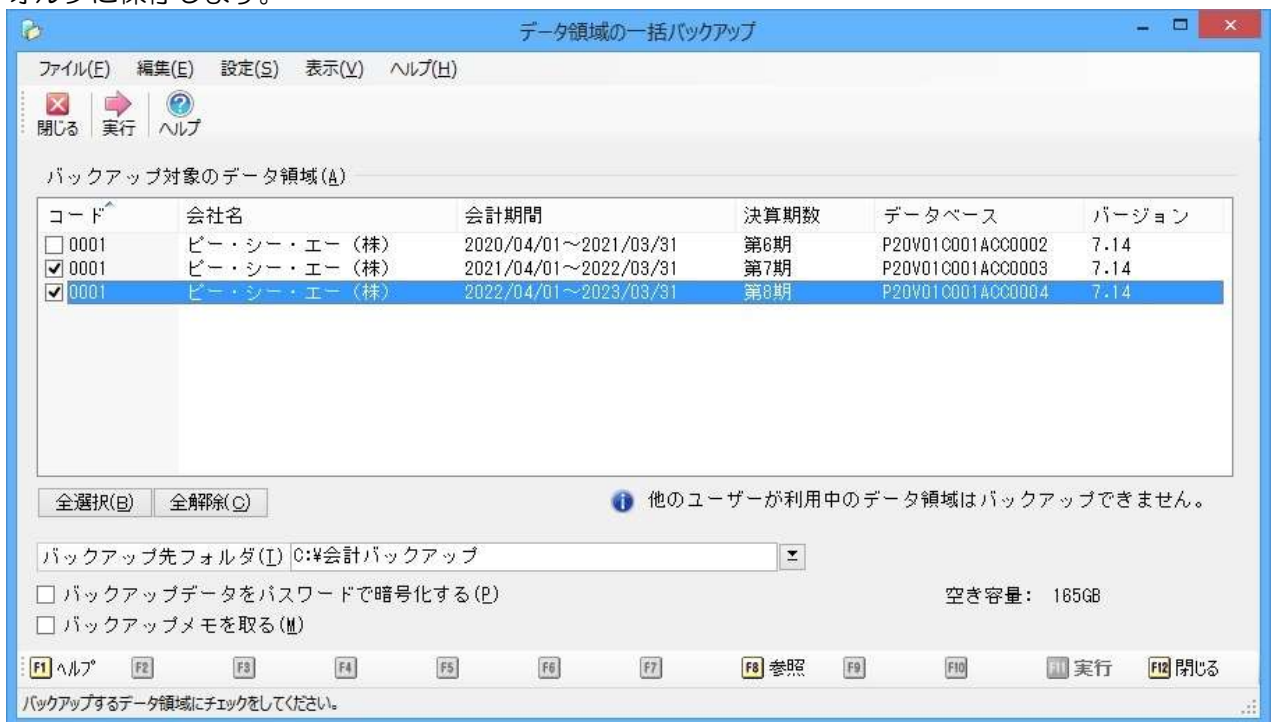 オルダに保存します。
データ領域の一括バックアップ
ファイル(F) 編集(E) 設定(S) 表示(V) ヘルプ(H)
閉じる 実行 ヘルプ
バックアップ対象のデータ領域(A)
コード 会社名 会計期間 決算期数 データベース バージョン
0001 ピー・シー・エー（株） 2020/04/01～2021/03/31 第6期 P20V01C001ACC0002 7.14
0001 ピー・シー・エー（株） 2021/04/01～2022/03/31 第7期 P20V01C001ACC0003 7.14
0001 ピー・シー・エー（株） 2022/04/01～2023/03/31 第8期 P20V01C001ACC0004 7.14
全選択(B) 全解除(C) 他のユーザーが利用中のデータ領域はバックアップできません。
バックアップ先フォルダ(T) C:¥会計バックアップ
バックアップデータをパスワードで暗号化する(P) 空き容量: 165GB
バックアップメモを取る(M)
F1 ヘルプ F2 F3 F4 F5 F6 F7 F8 参照 F9 F10 F11 実行 F12 閉じる
バックアップするデータ領域にチェックをしてください。